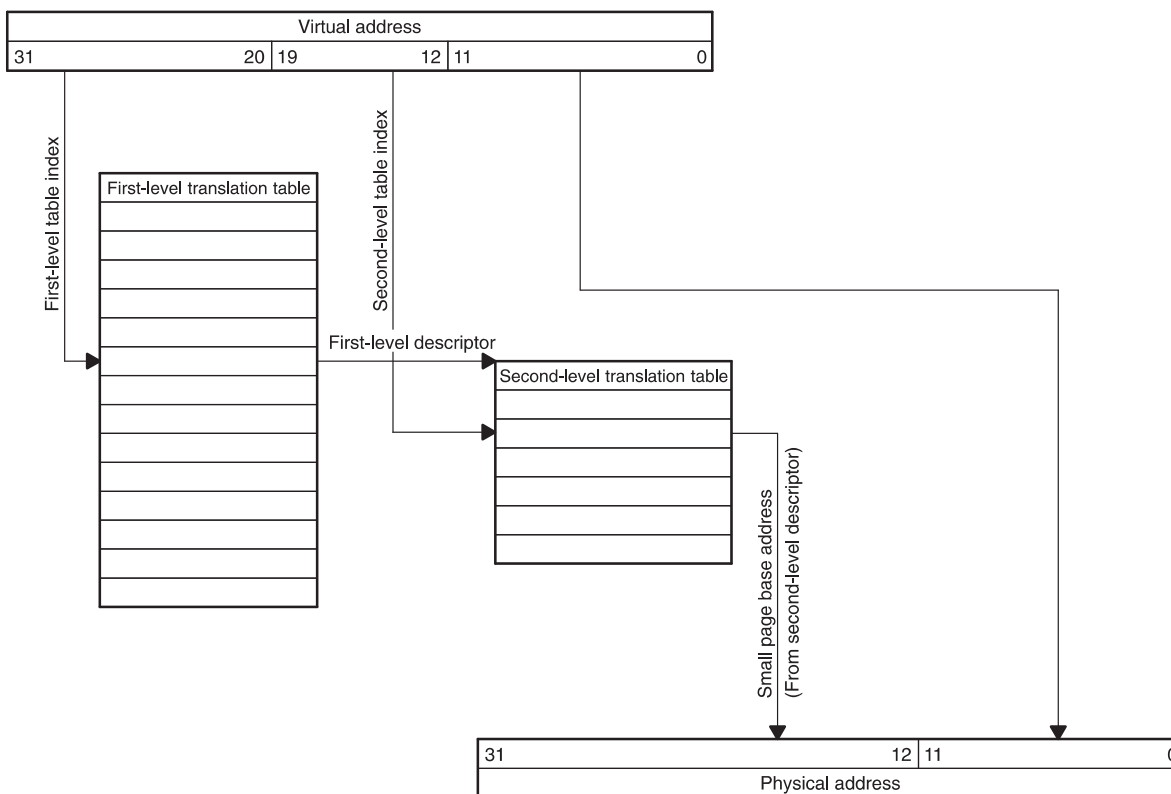 Virtual address
31 20 19 12 11 0
First-level table index
Second-level table index
First-level translation table
First-level descriptor
Second-level translation table
Small page base address
(From second-level descriptor)
31 12 11 0
Physical address